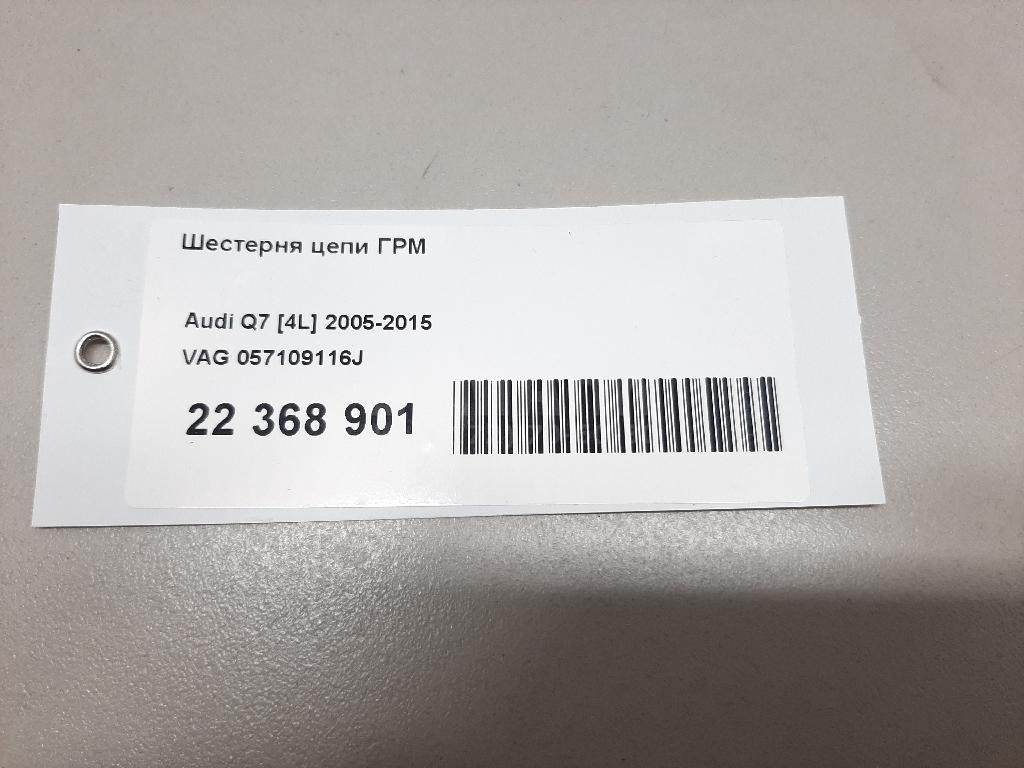 Шестерня цепи ГРМ
Audi Q7 [4L] 2005-2015
VAG 057109116J
22 368 901